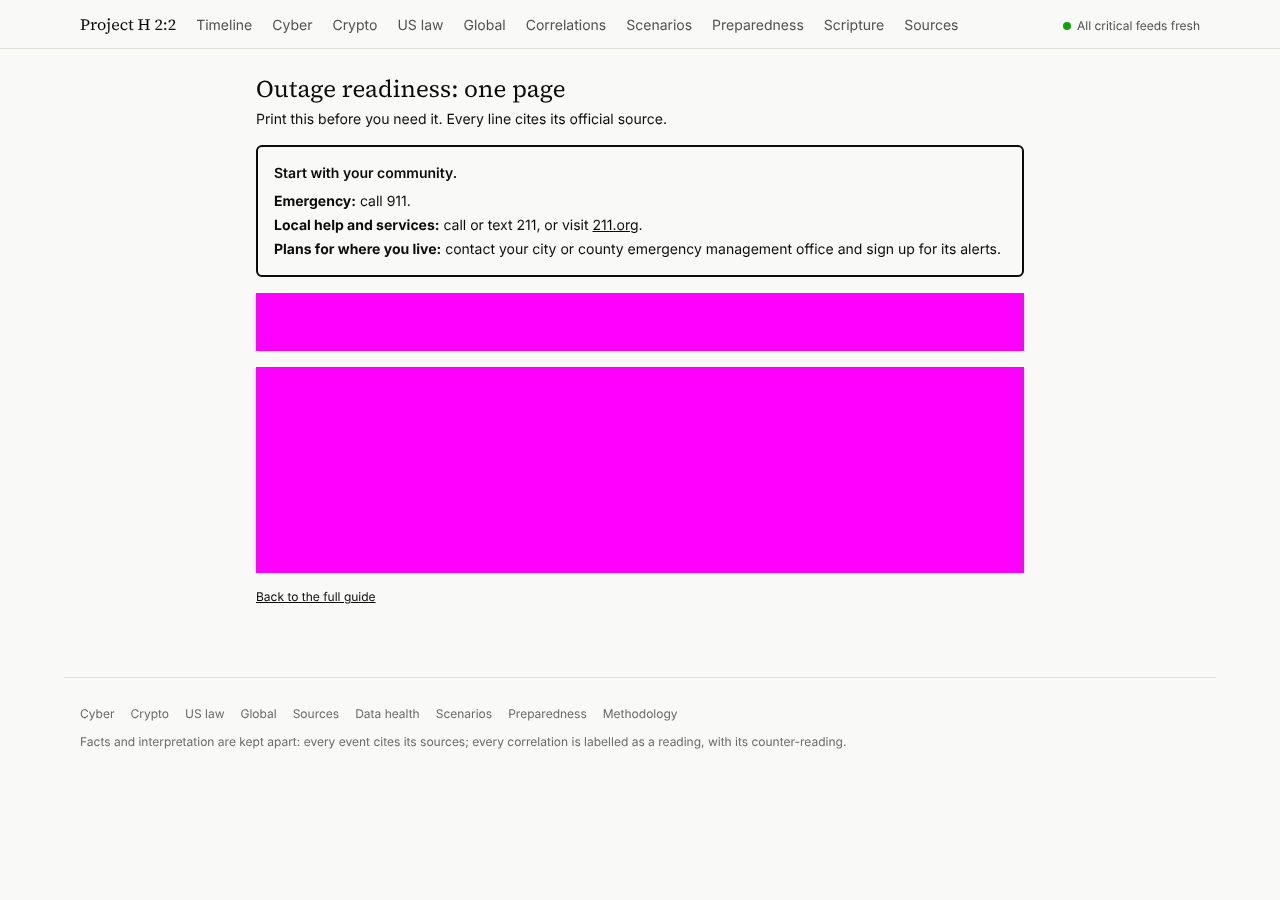 Project H 2:2 Timeline Cyber Crypto US law Global Correlations Scenarios Preparedness Scripture Sources All critical feeds fresh
Outage readiness: one page
Print this before you need it. Every line cites its official source.
Start with your community.
Emergency: call 911.
Local help and services: call or text 211, or visit 211.org.
Plans for where you live: contact your city or county emergency management office and sign up for its alerts.
Back to the full guide
Cyber Crypto US law Global Sources Data health Scenarios Preparedness Methodology
Facts and interpretation are kept apart: every event cites its sources; every correlation is labelled as a reading, with its counter-reading.